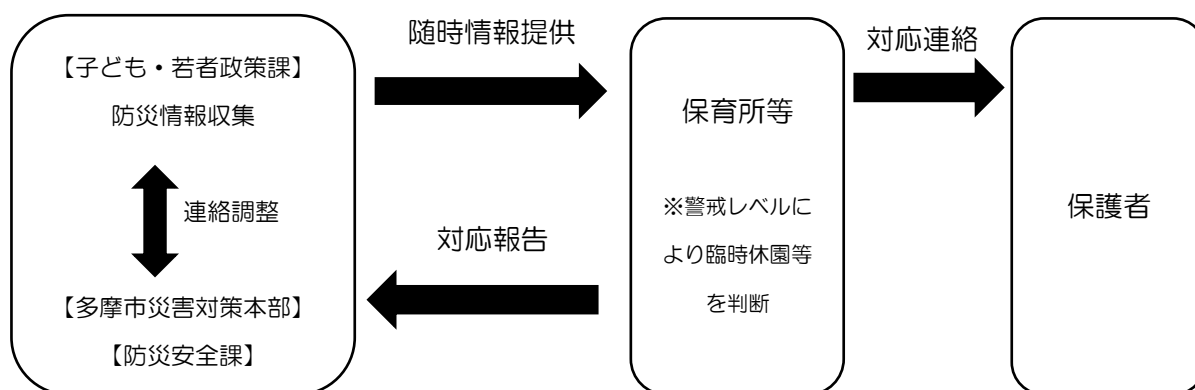 【子ども・若者政策課】
防災情報収集
連絡調整
【多摩市災害対策本部】
【防災安全課】
随時情報提供
対応報告
保育所等
※警戒レベルに
より臨時休園等
を判断
対応連絡
保護者